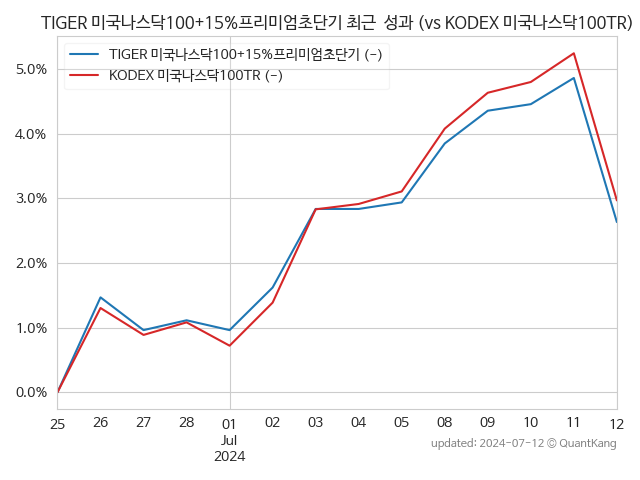 TIGER 미국나스닥100+15%프리미엄초단기 최근 성과 (vs KODEX 미국나스닥100TR)
TIGER 미국나스닥100+15%프리미엄초단기 (-)
KODEX 미국나스닥100TR (-)
5.0%
4.0%
3.0%
2.0%
1.0%
0.0%
25 26 27 28 01 02 03 04 05 08 09 10 11 12
Jul
2024
updated: 2024-07-12 © QuantKang